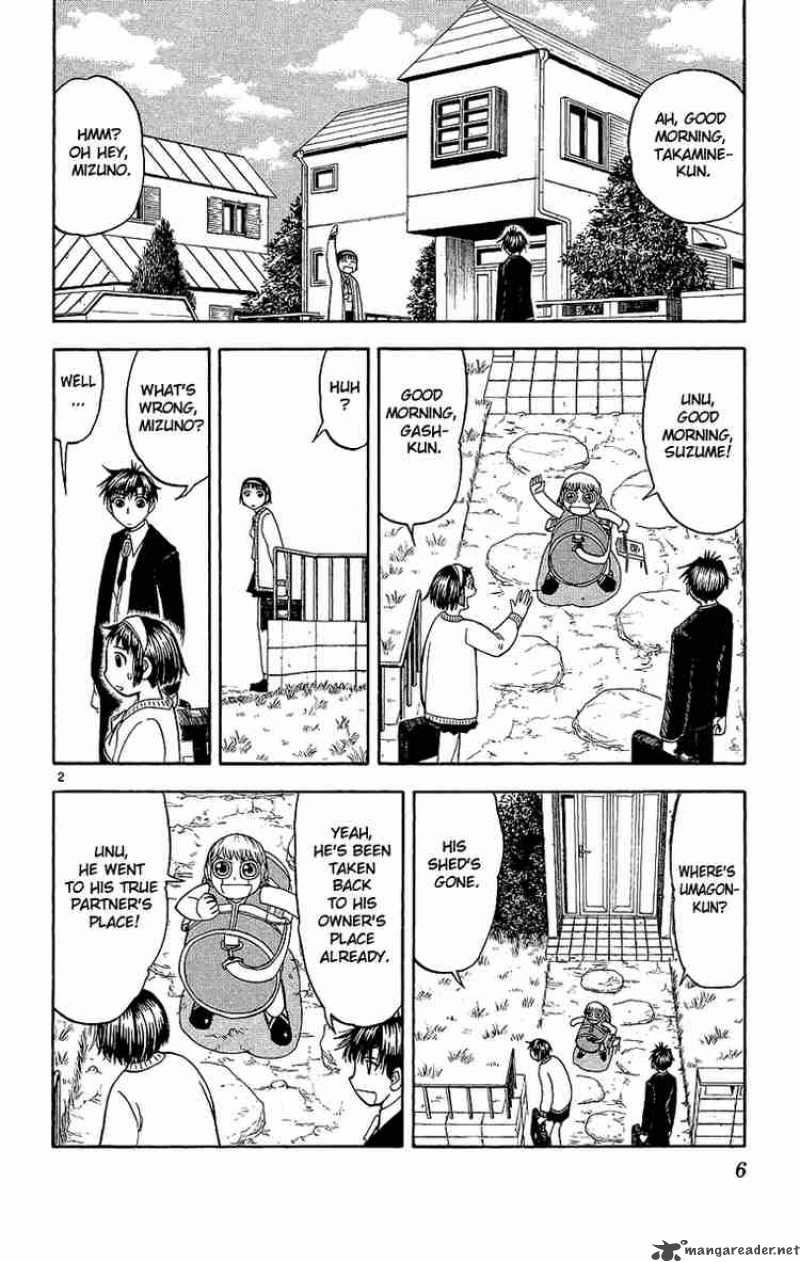 AH, GOOD
MORNING,
TAKAMINE-
KUN.
HMM?
OH HEY,
MIZUNO.
UNU,
GOOD
MORNING,
SUZUME!
GOOD
MORNING,
GASH-
KUN.
HUH
?
WHAT'S
WRONG,
MIZUNO?
WELL
...
2
WHERE'S
UMAGON-
KUN?
HIS
SHED'S
GONE.
YEAH,
HE'S BEEN
TAKEN
BACK
TO HIS
OWNER'S
PLACE
ALREADY.
UNU,
HE WENT
TO HIS TRUE
PARTNER'S
PLACE!
6
mangareader.net